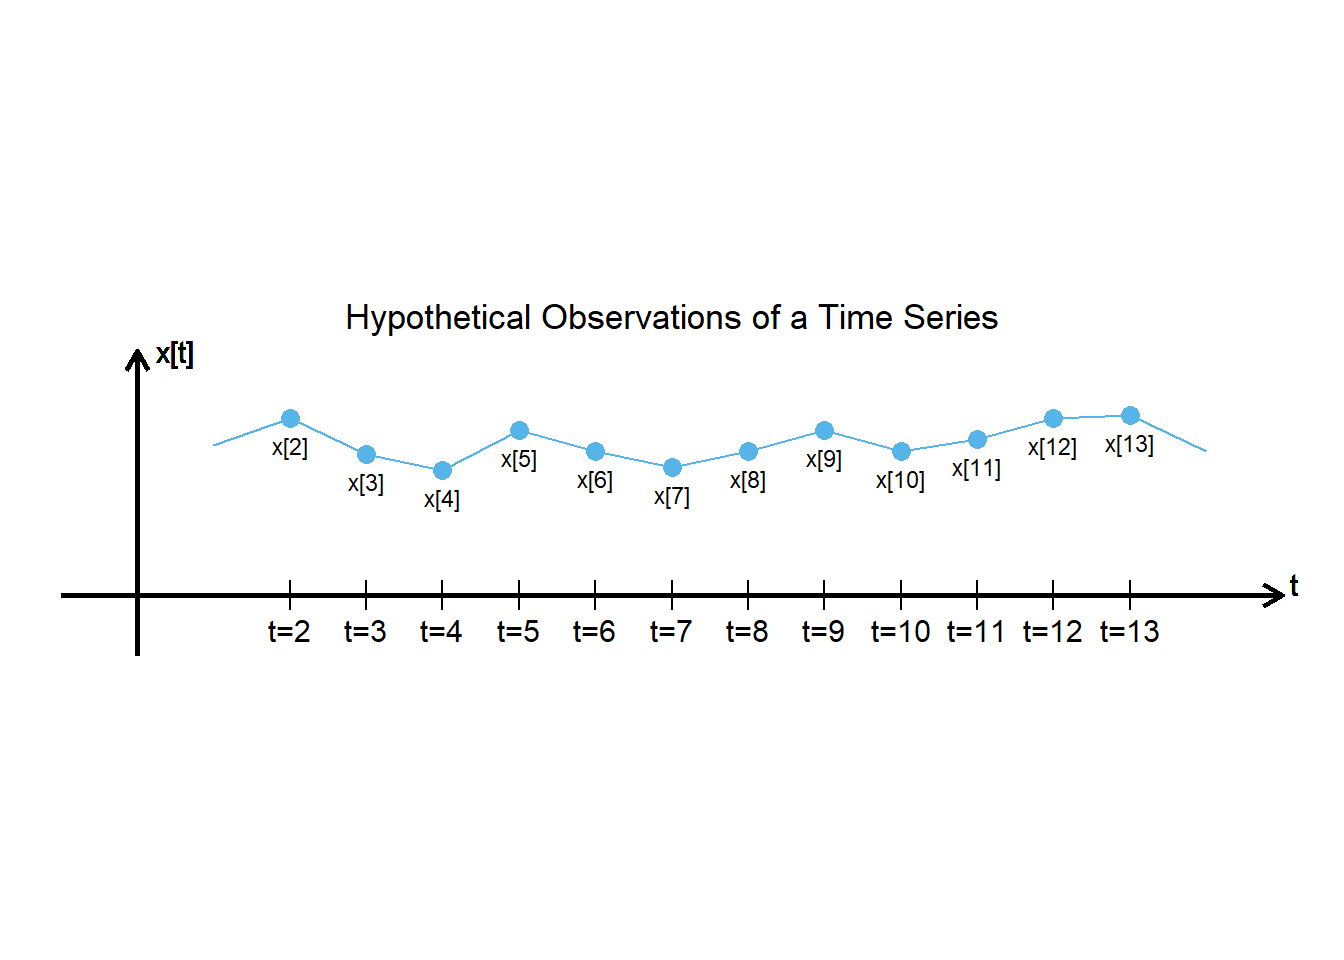 Hypothetical Observations of a Time Series
x[t]
x[2]
x[3]
x[4]
x[5]
x[6]
x[7]
x[8]
x[9]
x[10]
x[11]
x[12]
x[13]
t
t=2 t=3 t=4 t=5 t=6 t=7 t=8 t=9 t=10 t=11 t=12 t=13